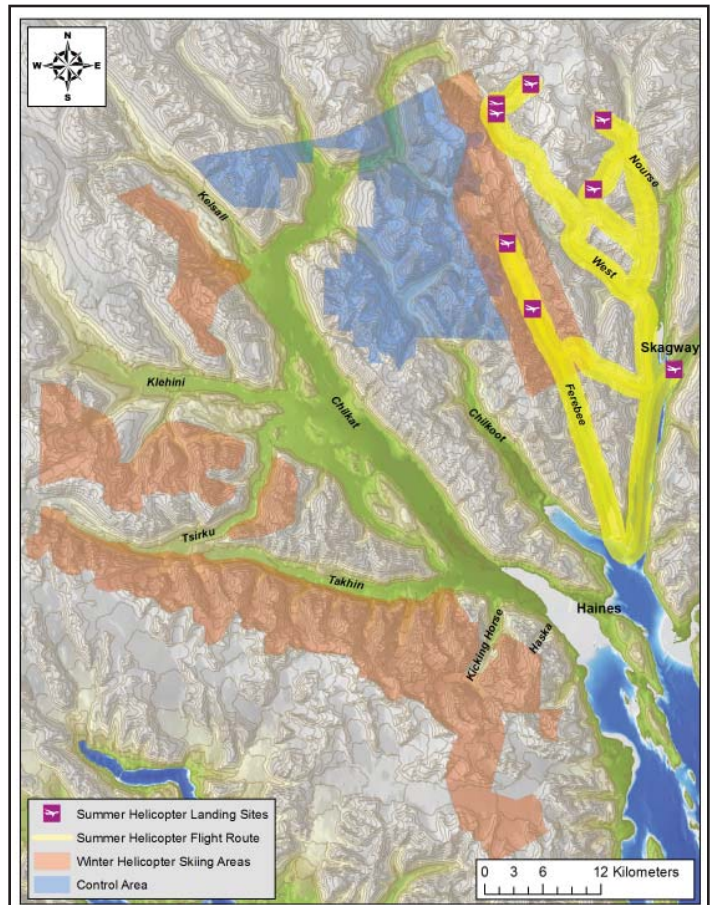 N
W E
S
Kelsall
Nourse
West
Skagway
Klehini
Chilkat
Chilkoot
Ferebee
Tsirku
Takhin
Haines
Kicking Horse
Haska
Summer Helicopter Landing Sites
Summer Helicopter Flight Route
Winter Helicopter Skiing Areas
Control Area
12 Kilometers
0 3 6